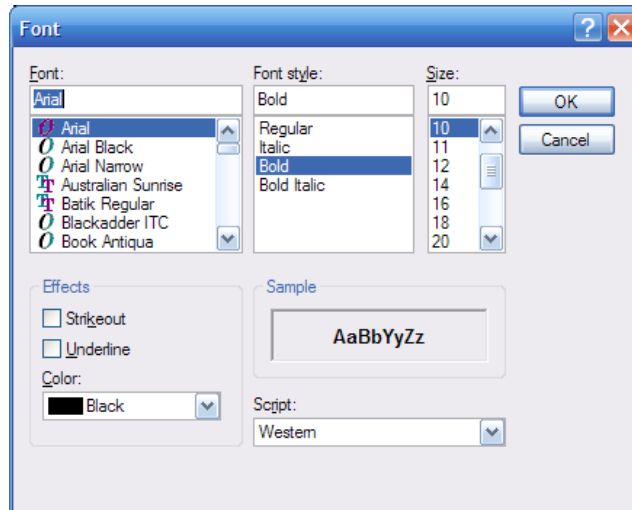 Font
Font:
Arial
Arial
Arial Black
Arial Narrow
Australian Sunrise
Batik Regular
Blackadder ITC
Book Antiqua
Font style:
Bold
Regular
Italic
Bold
Bold Italic
Size:
10
10
11
12
14
16
18
20
OK
Cancel
Effects
Strikeout
Underline
Color:
Black
Sample
AaBbYyZz
Script:
Western